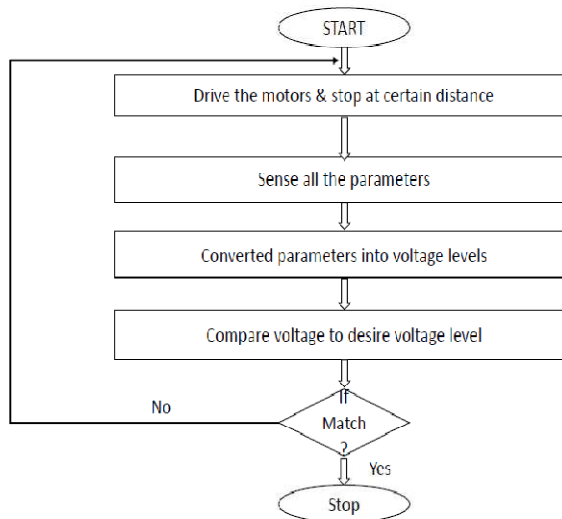 START
Drive the motors & stop at certain distance
Sense all the parameters
Converted parameters into voltage levels
Compare voltage to desire voltage level
If
Match
?
No
Yes
Stop